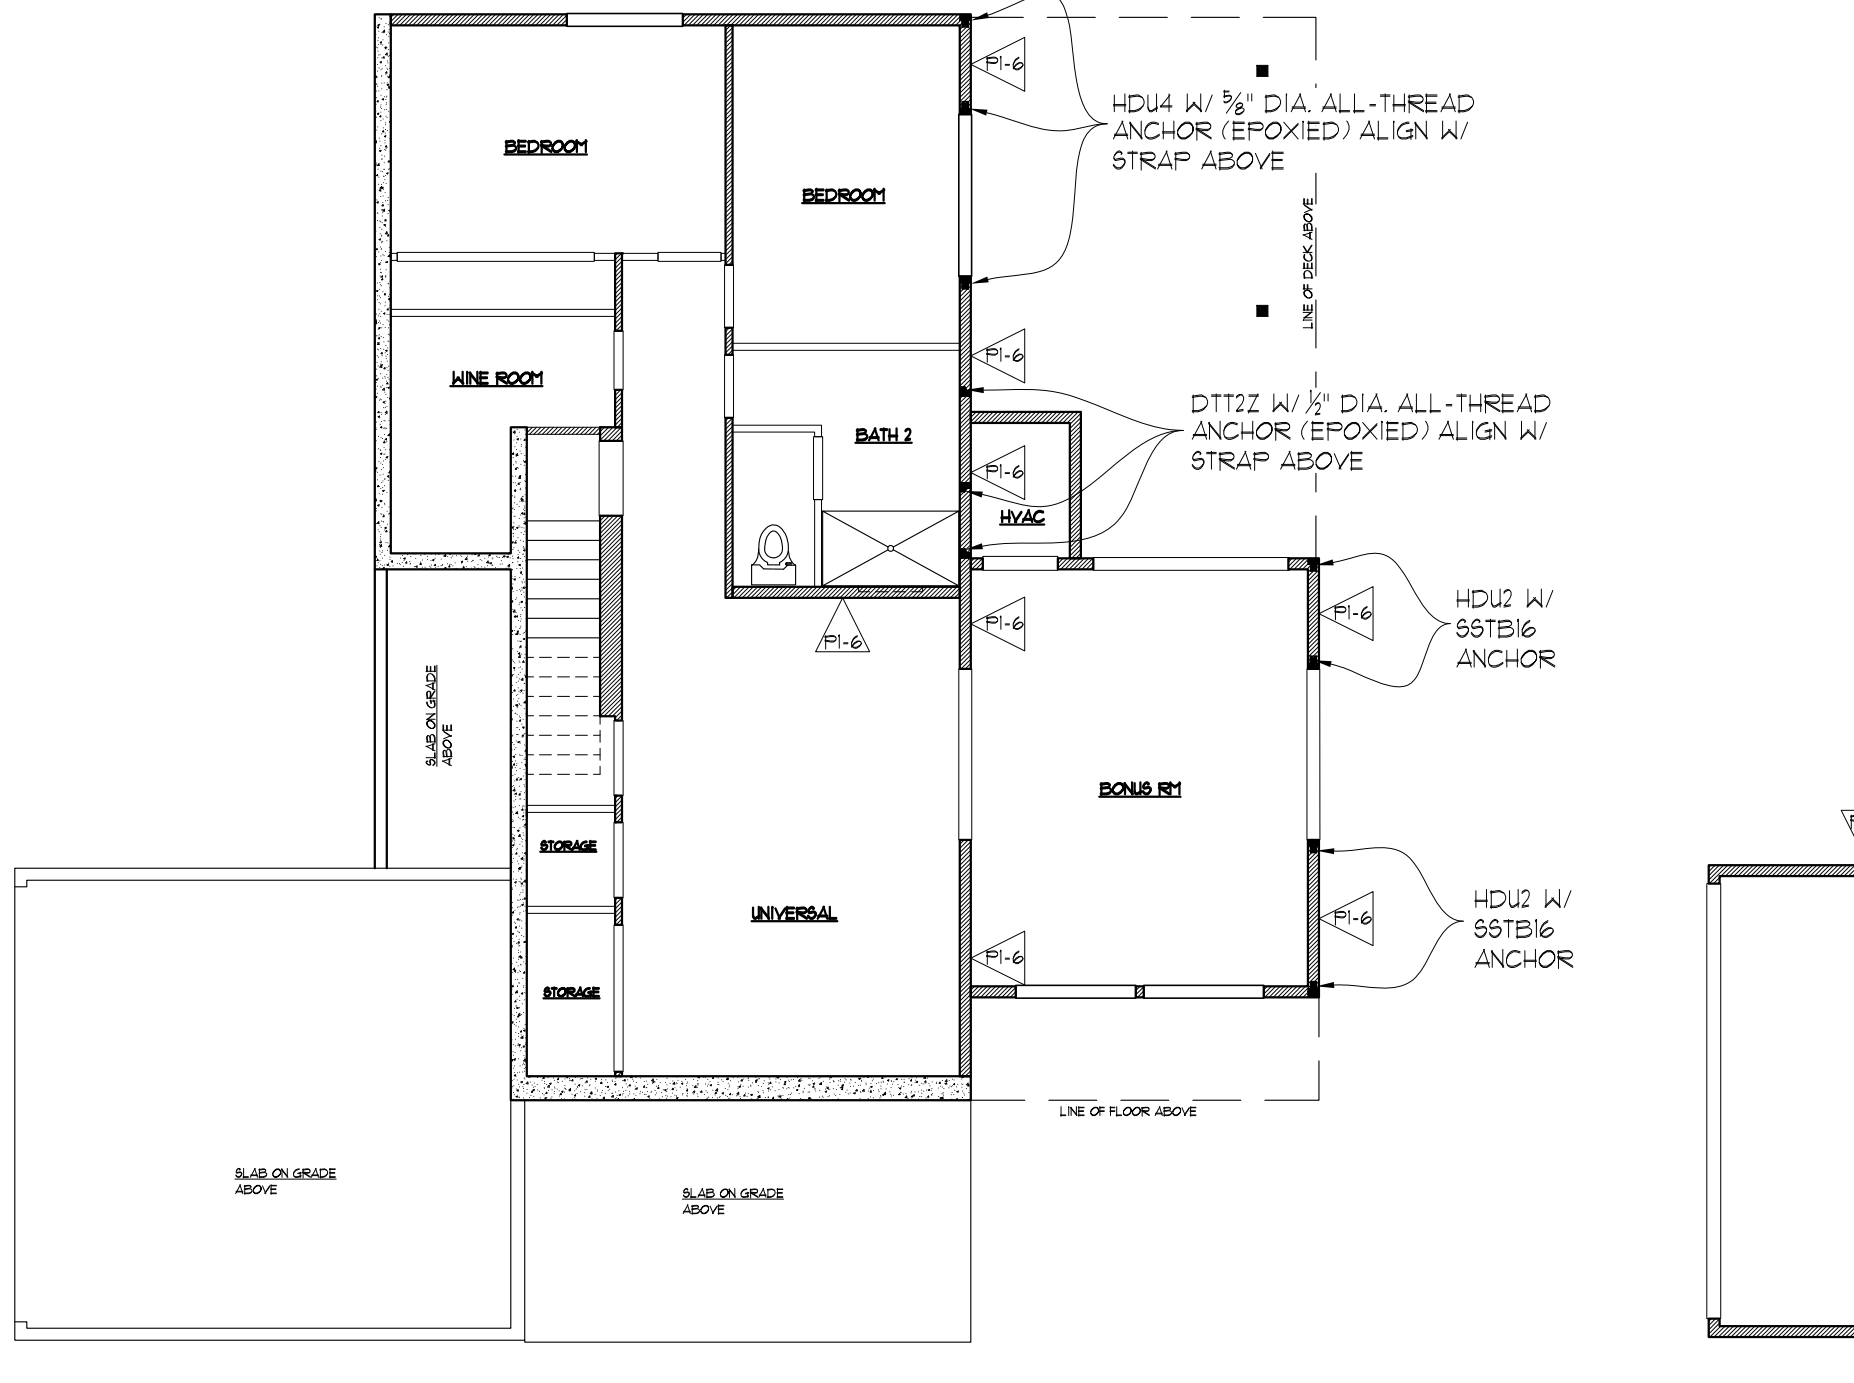 P1-6
HDU4 W/ 5/8" DIA. ALL-THREAD
ANCHOR (EPOXIED) ALIGN W/
STRAP ABOVE
BEDROOM
BEDROOM
LINE OF DECK ABOVE
P1-6
WINE ROOM
DTT2Z W/ 1/2" DIA. ALL-THREAD
ANCHOR (EPOXIED) ALIGN W/
STRAP ABOVE
BATH 2
P1-6
HVAC
HDU2 W/
SSTB16
ANCHOR
P1-6
P1-6
P1-6
SLAB ON GRADE
ABOVE
BONUS RM
STORAGE
UNIVERSAL
HDU2 W/
SSTB16
ANCHOR
P1-6
P1-6
STORAGE
LINE OF FLOOR ABOVE
SLAB ON GRADE
ABOVE
SLAB ON GRADE
ABOVE